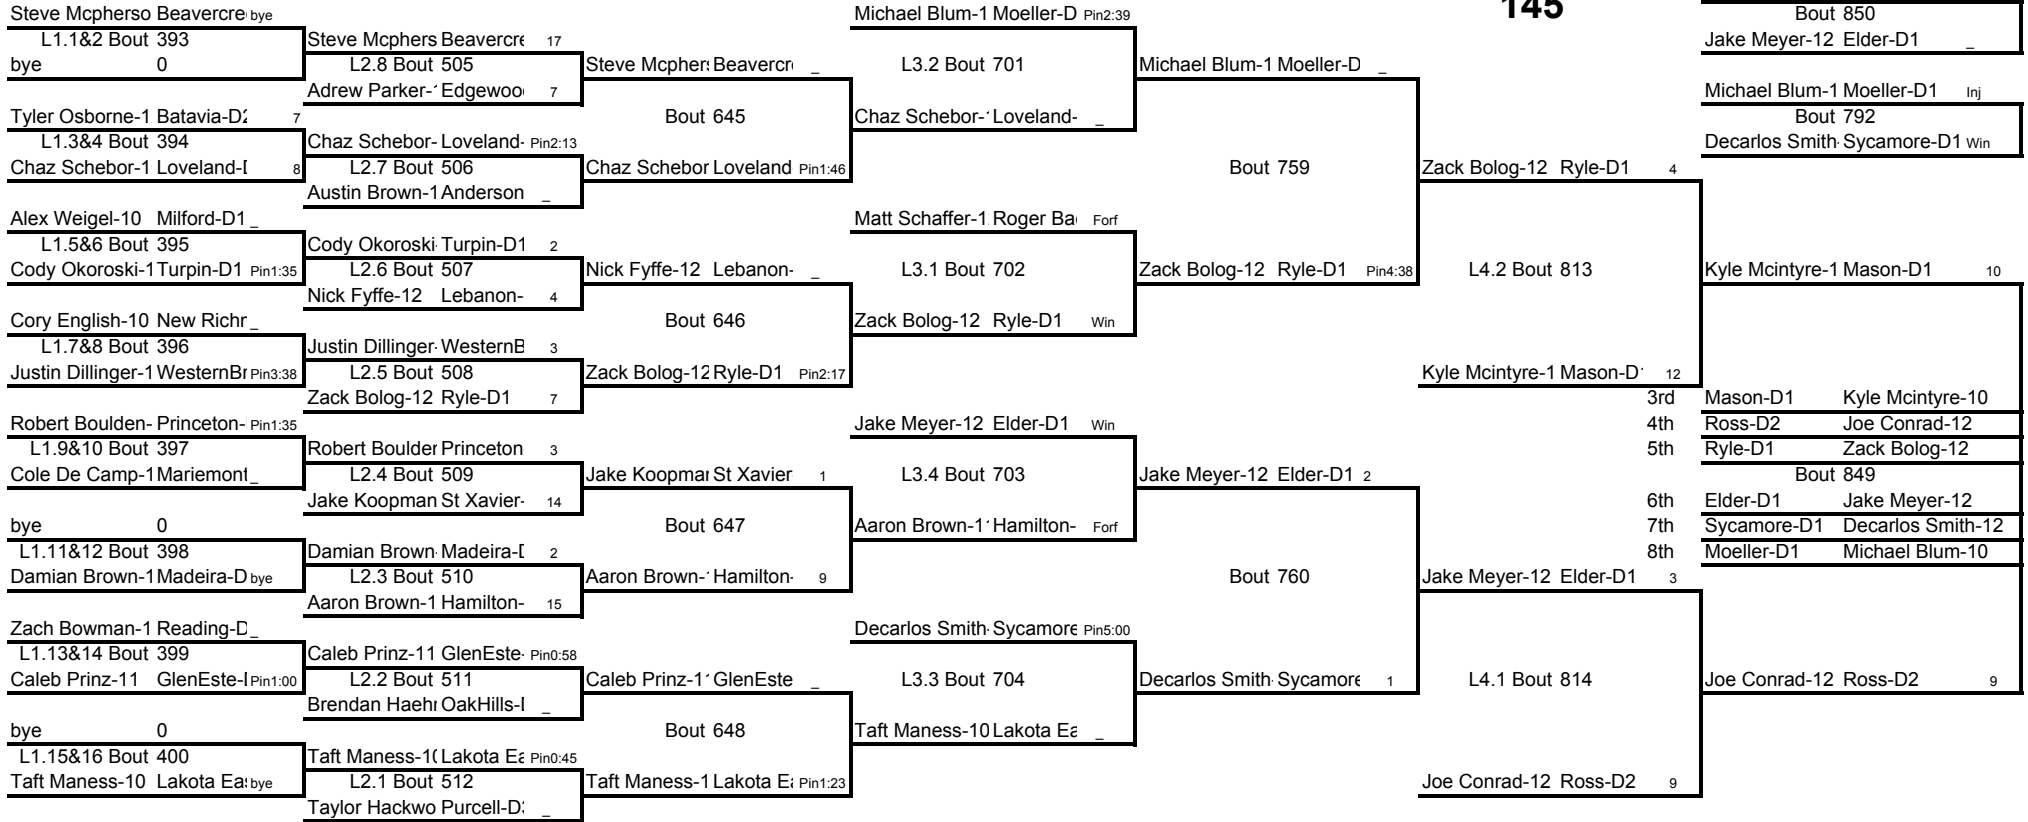 145
Steve Mcpherso Beavercre bye
L1.1&2 Bout 393
bye 0
Tyler Osborne-1 Batavia-D2 7
L1.3&4 Bout 394
Chaz Schebor-1 Loveland-D 8
Alex Weigel-10 Milford-D1 _
L1.5&6 Bout 395
Cody Okoroski-1 Turpin-D1 Pin1:35
Cory English-10 New Richr _
L1.7&8 Bout 396
Justin Dillinger-1 WesternBr Pin3:38
Robert Boulden- Princeton- Pin1:35
L1.9&10 Bout 397
Cole De Camp-1 Mariemont _
bye 0
L1.11&12 Bout 398
Damian Brown-1 Madeira-D bye
Zach Bowman-1 Reading-D _
L1.13&14 Bout 399
Caleb Prinz-11 GlenEste-D Pin1:00
bye 0
L1.15&16 Bout 400
Taft Maness-10 Lakota Eas bye
Steve Mcphers Beavercre 17
L2.8 Bout 505
Adrew Parker-1 Edgewoo 7
Chaz Schebor- Loveland- Pin2:13
L2.7 Bout 506
Austin Brown-1 Anderson _
Cody Okoroski- Turpin-D1 2
L2.6 Bout 507
Nick Fyffe-12 Lebanon- 4
Justin Dillinger- WesternB 3
L2.5 Bout 508
Zack Bolog-12 Ryle-D1 7
Robert Boulder Princeton 3
L2.4 Bout 509
Jake Koopman St Xavier- 14
Damian Brown- Madeira-D 2
L2.3 Bout 510
Aaron Brown-1 Hamilton- 15
Caleb Prinz-11 GlenEste- Pin0:58
L2.2 Bout 511
Brendan Haehr OakHills-D _
Taft Maness-10 Lakota Ea Pin0:45
L2.1 Bout 512
Taylor Hackwo Purcell-D3 _
Steve Mcphers Beavercr _
Bout 645
Chaz Schebor Loveland Pin1:46
Nick Fyffe-12 Lebanon- _
Bout 646
Zack Bolog-12 Ryle-D1 Pin2:17
Jake Koopmar St Xavier 1
Bout 647
Aaron Brown-1 Hamilton- 9
Caleb Prinz-11 GlenEste _
Bout 648
Taft Maness-1 Lakota Ea Pin1:23
Michael Blum-1 Moeller-D Pin2:39
L3.2 Bout 701
Chaz Schebor-1 Loveland- _
Matt Schaffer-1 Roger Ba Forf
L3.1 Bout 702
Zack Bolog-12 Ryle-D1 Win
Jake Meyer-12 Elder-D1 Win
L3.4 Bout 703
Aaron Brown-11 Hamilton- Forf
Decarlos Smith- Sycamore Pin5:00
L3.3 Bout 704
Taft Maness-10 Lakota Ea _
Michael Blum-1 Moeller-D _
Bout 759
Zack Bolog-12 Ryle-D1 Pin4:38
Jake Meyer-12 Elder-D1 2
Bout 760
Decarlos Smith- Sycamore 1
Zack Bolog-12 Ryle-D1 4
L4.2 Bout 813
Kyle Mcintyre-1 Mason-D1 12
Jake Meyer-12 Elder-D1 3
L4.1 Bout 814
Joe Conrad-12 Ross-D2 9
Bout 850
Jake Meyer-12 Elder-D1 _
Michael Blum-1 Moeller-D1 Inj
Bout 792
Decarlos Smith- Sycamore-D1 Win
Kyle Mcintyre-1 Mason-D1 10
3rd Mason-D1 Kyle Mcintyre-10
4th Ross-D2 Joe Conrad-12
5th Ryle-D1 Zack Bolog-12
Bout 849
6th Elder-D1 Jake Meyer-12
7th Sycamore-D1 Decarlos Smith-12
8th Moeller-D1 Michael Blum-10
Joe Conrad-12 Ross-D2 9